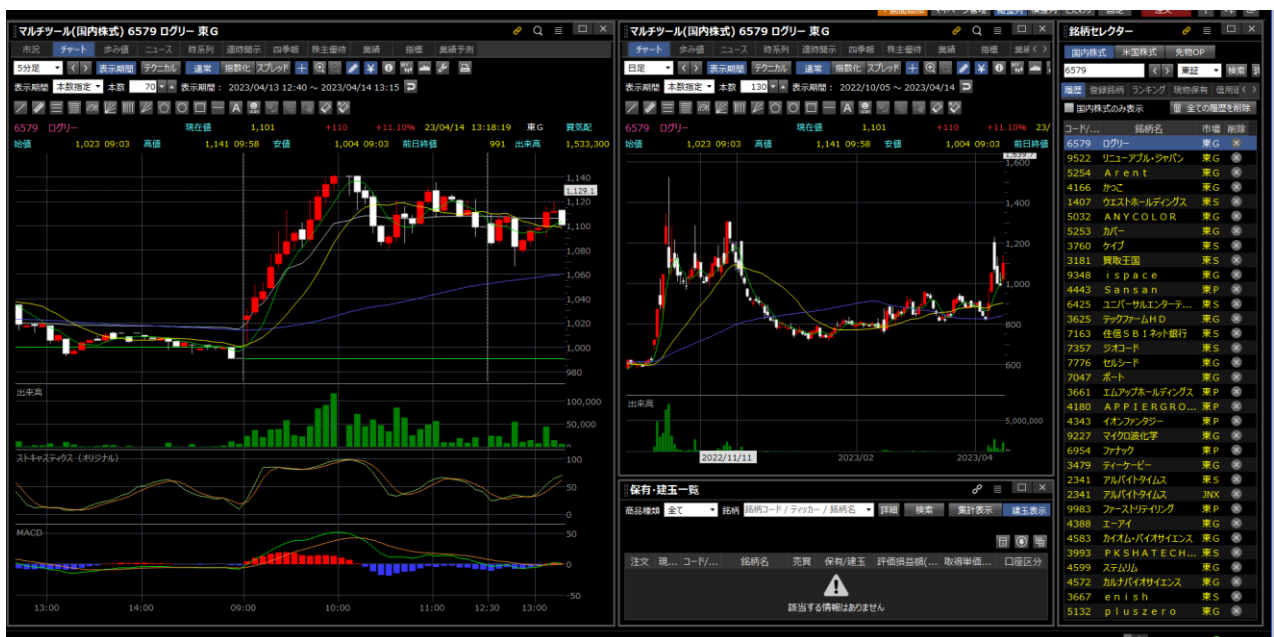 マルチツール(国内株式) 6579 ログリー 東G
市況 チャート 歩み値 ニュース 時系列 適時開示 四季報 株主優待 業績 指標 業績予測
5分足 表示期間 テクニカル 通常 指数化 スプレッド
表示期間 本数指定 本数 70 表示期間： 2023/04/13 12:40 ～ 2023/04/14 13:15
6579 ログリー 現在値 1,101 +110 +11.10% 23/04/14 13:18:19 東G 買気配
始値 1,023 09:03 高値 1,141 09:58 安値 1,004 09:03 前日終値 991 出来高 1,533,300
1,140
1,129.1
1,120
1,100
1,080
1,060
1,040
1,020
1,000
980
出来高
100,000
50,000
ストキャスティクス（オリジナル）
100
50
0
MACD
50
0
-50
13:00 14:00 09:00 10:00 11:00 12:30 13:00
マルチツール(国内株式) 6579 ログリー 東G
チャート 歩み値 ニュース 時系列 適時開示 四季報 株主優待 業績 指標
日足 表示期間 テクニカル 通常 指数化 スプレッド
表示期間 本数指定 本数 130 表示期間： 2022/10/05 ～ 2023/04/14
6579 ログリー 現在値 1,101 +110 +11.10% 23/
始値 1,023 09:03 高値 1,141 09:58 安値 1,004 09:03 前日終値
1,600
1,400
1,200
1,000
800
600
出来高
5,000,000
2022/11/11 2023/02 2023/04
保有・建玉一覧
商品種類 全て 銘柄 銘柄コード / ティッカー / 銘柄名 詳細 検索 集計表示 建玉表示
注文 現... コード/... 銘柄名 売買 保有/建玉 評価損益額(... 取得単価... 口座区分
該当する情報はありません
銘柄セレクター
国内株式 米国株式 先物OP
6579 東証 検索
履歴 登録銘柄 ランキング 現物保有
国内株式のみ表示 全ての履歴を削除
コード/... 銘柄名 市場 削除
6579 ログリー 東G
9522 リニューアブル・ジャパン 東G
5254 Ａｒｅｎｔ 東G
4166 かっこ 東G
1407 ウエストホールディングス 東S
5032 ＡＮＹＣＯＬＯＲ 東G
5253 カバー 東G
3760 ケイブ 東S
3181 買取王国 東S
9348 ｉｓｐａｃｅ 東G
4443 Ｓａｎｓａｎ 東P
6425 ユニバーサルエンターテ... 東S
3625 テックファームＨＤ 東G
7163 住信ＳＢＩネット銀行 東S
7357 ジオコード 東S
7776 セルシード 東G
7047 ポート 東G
3661 エムアップホールディングス 東P
4180 ＡＰＰＩＥＲＧＲＯ... 東P
4343 イオンファンタジー 東P
9227 マイクロ波化学 東G
6954 ファナック 東P
3479 ティーケーピー 東G
2341 アルバイトタイムス 東S
2341 アルバイトタイムス JNX
9983 ファーストリテイリング 東P
4388 エーアイ 東G
4583 カイオム・バイオサイエンス 東G
3993 ＰＫＳＨＡＴＥＣＨ... 東S
4599 ステムリム 東G
4572 カルナバイオサイエンス 東G
3667 ｅｎｉｓｈ 東S
5132 ｐｌｕｓｚｅｒｏ 東G